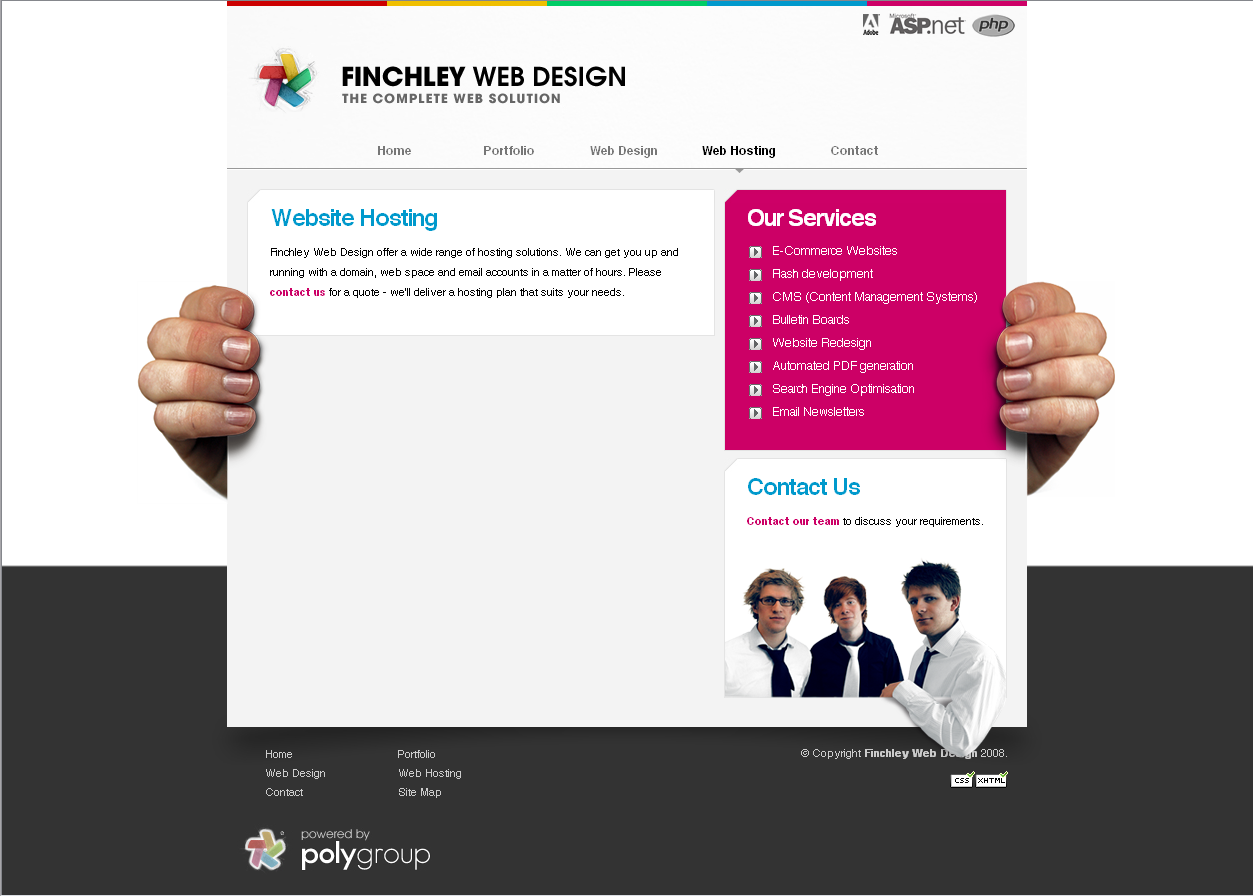 Adobe Microsoft ASP.net php
FINCHLEY WEB DESIGN
THE COMPLETE WEB SOLUTION
Home Portfolio Web Design Web Hosting Contact
Website Hosting
Finchley Web Design offer a wide range of hosting solutions. We can get you up and
running with a domain, web space and email accounts in a matter of hours. Please
contact us for a quote - we'll deliver a hosting plan that suits your needs.
Our Services
E-Commerce Websites
Flash development
CMS (Content Management Systems)
Bulletin Boards
Website Redesign
Automated PDF generation
Search Engine Optimisation
Email Newsletters
Contact Us
Contact our team to discuss your requirements.
Home Portfolio
Web Design Web Hosting
Contact Site Map
© Copyright Finchley Web Design 2008.
CSS XHTML
powered by
polygroup